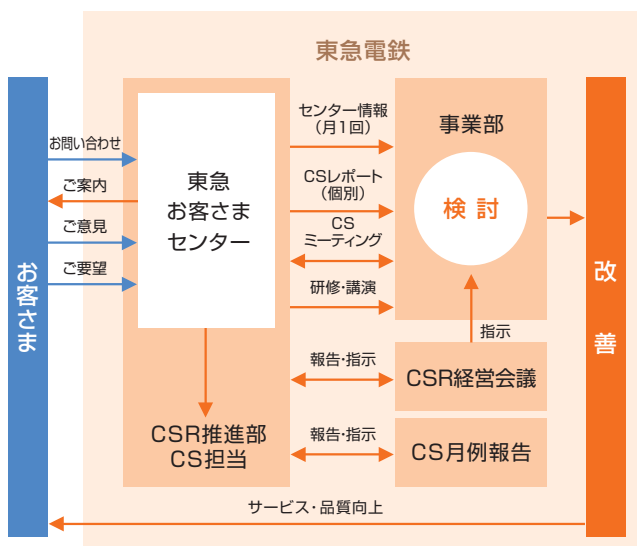 東急電鉄
お客さま
お問い合わせ
ご案内
ご意見
ご要望
東急
お客さま
センター
CSR推進部
CS担当
センター情報
（月1回）
CSレポート
（個別）
CS
ミーティング
研修・講演
報告・指示
報告・指示
事業部
検討
指示
CSR経営会議
CS月例報告
改善
サービス・品質向上